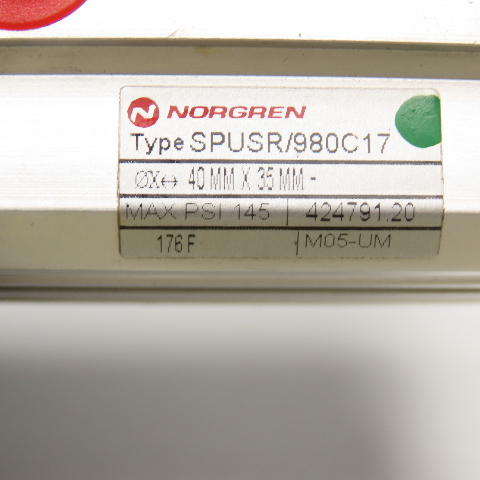 NORGREN
Type SPUSR/980C17
ØX↔ 40 MM X 35 MM -
MAX PSI 145 424791.20
176 F M05-UM